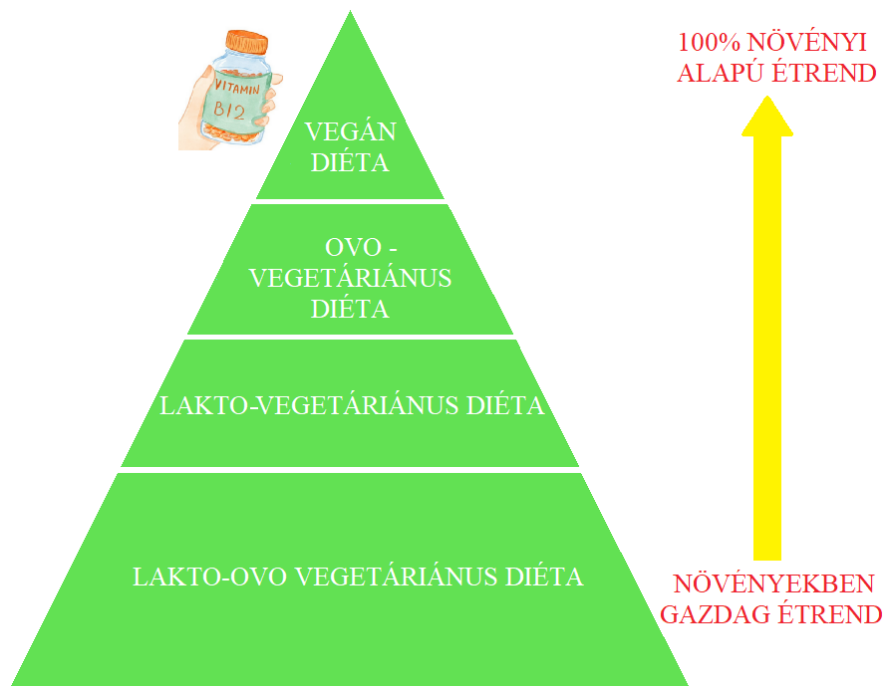 100% NÖVÉNYI
ALAPÚ ÉTREND
VITAMIN
B12
VEGÁN
DIÉTA
OVO -
VEGETÁRIÁNUS
DIÉTA
LAKTO-VEGETÁRIÁNUS DIÉTA
LAKTO-OVO VEGETÁRIÁNUS DIÉTA
NÖVÉNYEKBEN
GAZDAG ÉTREND